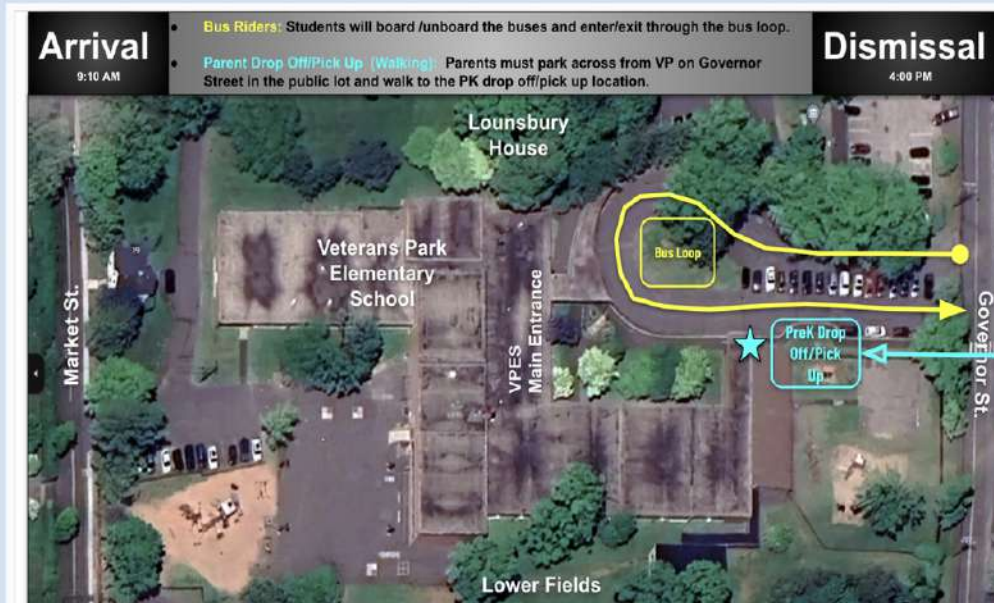 Arrival
9:10 AM
• Bus Riders: Students will board /unboard the buses and enter/exit through the bus loop.
• Parent Drop Off/Pick Up (Walking): Parents must park across from VP on Governor
Street in the public lot and walk to the PK drop off/pick up location.
Dismissal
4:00 PM
Lounsbury
House
Veterans Park
Elementary
School
Bus Loop
Market St.
VPES
Main Entrance
PreK Drop
Off/Pick
Up
Governor St.
Lower Fields